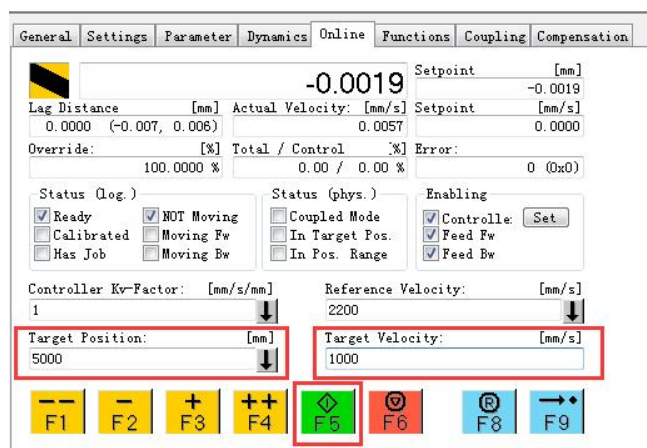 General Settings Parameter Dynamics Online Functions Coupling Compensation
-0.0019
Setpoint [mm]
-0.0019
Lag Distance [mm] Actual Velocity: [mm/s] Setpoint [mm/s]
0.0000 (-0.007, 0.006) 0.0057 0.0000
Override: [%] Total / Control [%] Error:
100.0000 % 0.00 / 0.00 % 0 (0x0)
Status (log.) Status (phys.) Enabling
Ready NOT Moving Coupled Mode Controlle: Set
Calibrated Moving Fw In Target Pos. Feed Fw
Has Job Moving Bw In Pos. Range Feed Bw
Controller Kv-Factor: [mm/s/mm] Reference Velocity: [mm/s]
1 2200
Target Position: [mm] Target Velocity: [mm/s]
5000 1000
-- - + ++
F1 F2 F3 F4 F5 F6 F8 F9